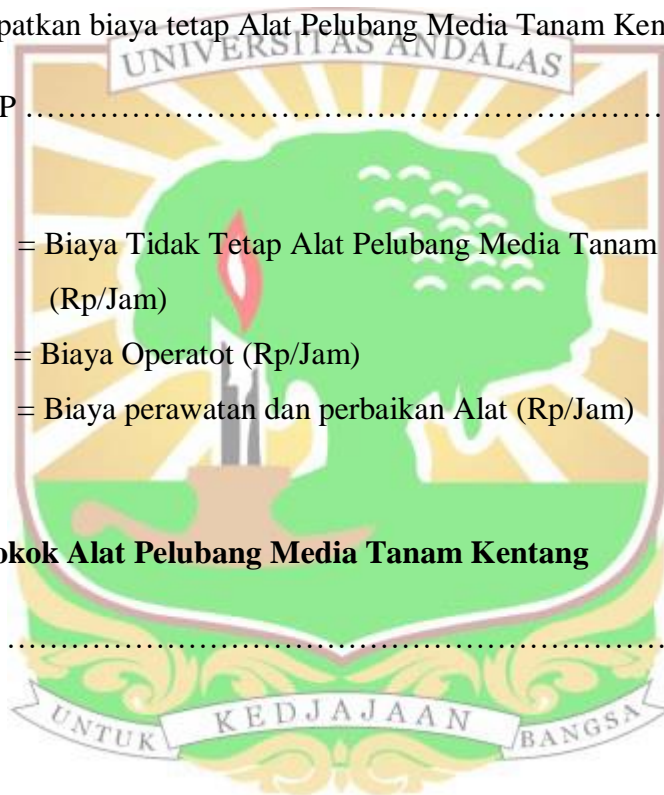 patkan biaya tetap Alat Pelubang Media Tanam Ken
UNIVERSITAS ANDALAS
P ……………………………………………………………
= Biaya Tidak Tetap Alat Pelubang Media Tanam
(Rp/Jam)
= Biaya Operatot (Rp/Jam)
= Biaya perawatan dan perbaikan Alat (Rp/Jam)
okok Alat Pelubang Media Tanam Kentang
……………………………………………………………
UNTUK KEDJAJAAN BANGSA